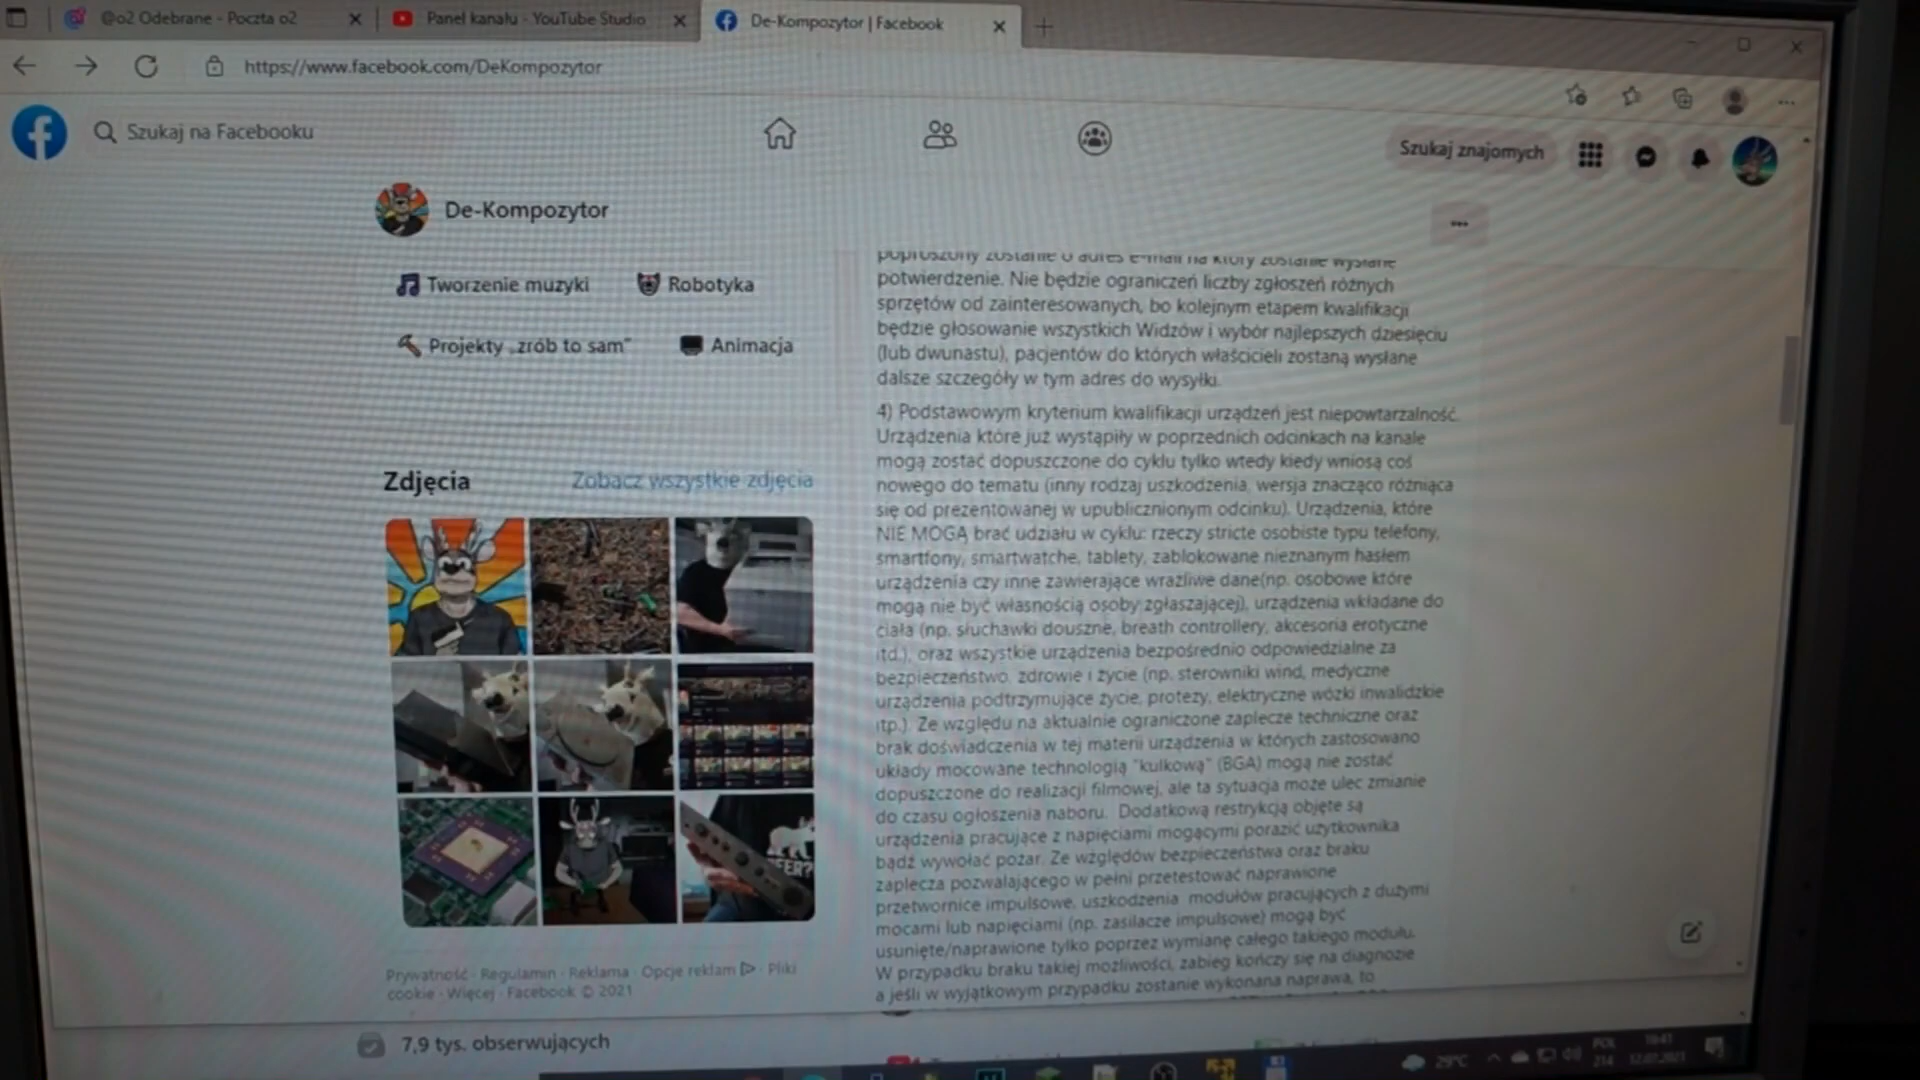 @o2 Odebrane - Poczta o2
Panel kanału - YouTube Studio
De-Kompozytor | Facebook
https://www.facebook.com/DeKompozytor
Szukaj na Facebooku
Szukaj znajomych
De-Kompozytor
Tworzenie muzyki
Robotyka
Projekty „zrób to sam”
Animacja
Zdjęcia
Zobacz wszystkie zdjęcia
Prywatność · Regulamin · Reklama · Opcje reklam · Pliki
cookie · Więcej · Facebook © 2021
7,9 tys. obserwujących
poproszony zostanie o adres e-mail na który zostanie wysłane
potwierdzenie. Nie będzie ograniczeń liczby zgłoszeń różnych
sprzętów od zainteresowanych, bo kolejnym etapem kwalifikacji
będzie głosowanie wszystkich Widzów i wybór najlepszych dziesięciu
(lub dwunastu), pacjentów do których właścicieli zostaną wysłane
dalsze szczegóły w tym adres do wysyłki.
4) Podstawowym kryterium kwalifikacji urządzeń jest niepowtarzalność.
Urządzenia które już wystąpiły w poprzednich odcinkach na kanale
mogą zostać dopuszczone do cyklu tylko wtedy kiedy wniosą coś
nowego do tematu (inny rodzaj uszkodzenia, wersja znacząco różniąca
się od prezentowanej w upublicznionym odcinku). Urządzenia, które
NIE MOGĄ brać udziału w cyklu: rzeczy stricte osobiste typu telefony,
smartfony, smartwatche, tablety, zablokowane nieznanym hasłem
urządzenia czy inne zawierające wrażliwe dane(np. osobowe które
mogą nie być własnością osoby zgłaszającej), urządzenia wkładane do
ciała (np. słuchawki douszne, breath controllery, akcesoria erotyczne
itd.), oraz wszystkie urządzenia bezpośrednio odpowiedzialne za
bezpieczeństwo, zdrowie i życie (np. sterowniki wind, medyczne
urządzenia podtrzymujące życie, protezy, elektryczne wózki inwalidzkie
itp.). Ze względu na aktualnie ograniczone zaplecze techniczne oraz
brak doświadczenia w tej materii urządzenia w których zastosowano
układy mocowane technologią "kulkową" (BGA) mogą nie zostać
dopuszczone do realizacji filmowej, ale ta sytuacja może ulec zmianie
do czasu ogłoszenia naboru. Dodatkową restrykcją objęte są
urządzenia pracujące z napięciami mogącymi porazić użytkownika
bądź wywołać pożar. Ze względów bezpieczeństwa oraz braku
zaplecza pozwalającego w pełni przetestować naprawione
przetwornice impulsowe, uszkodzenia modułów pracujących z dużymi
mocami lub napięciami (np. zasilacze impulsowe) mogą być
usunięte/naprawione tylko poprzez wymianę całego takiego modułu.
W przypadku braku takiej możliwości, zabieg kończy się na diagnozie
a jeśli w wyjątkowym przypadku zostanie wykonana naprawa, to
29°C